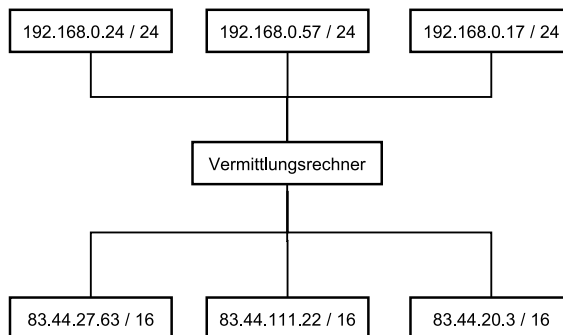 192.168.0.24 / 24
192.168.0.57 / 24
192.168.0.17 / 24
Vermittlungsrechner
83.44.27.63 / 16
83.44.111.22 / 16
83.44.20.3 / 16